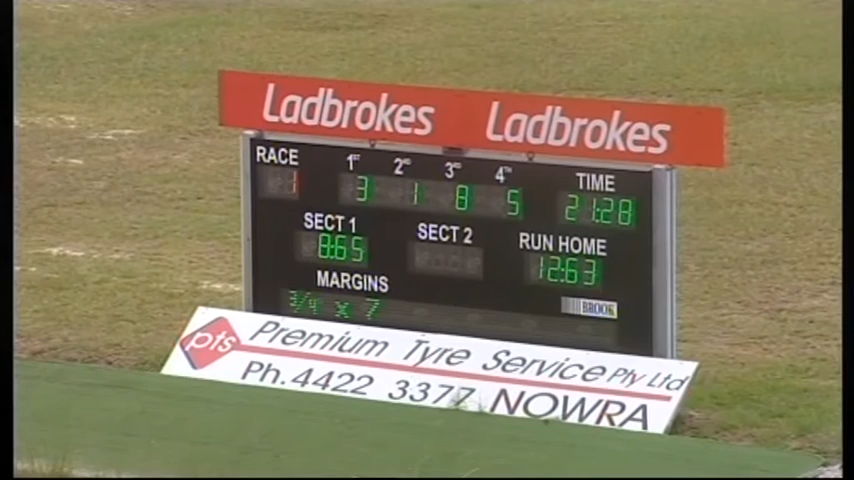 Ladbrokes Ladbrokes
RACE 1ST 2ND 3RD 4TH TIME
1 3 1 8 5 21:28
SECT 1 SECT 2 RUN HOME
8:65 12:63
MARGINS
3/4 x 7 BROOK
pts Premium Tyre Service Pty Ltd
Ph.4422 3377 NOWRA